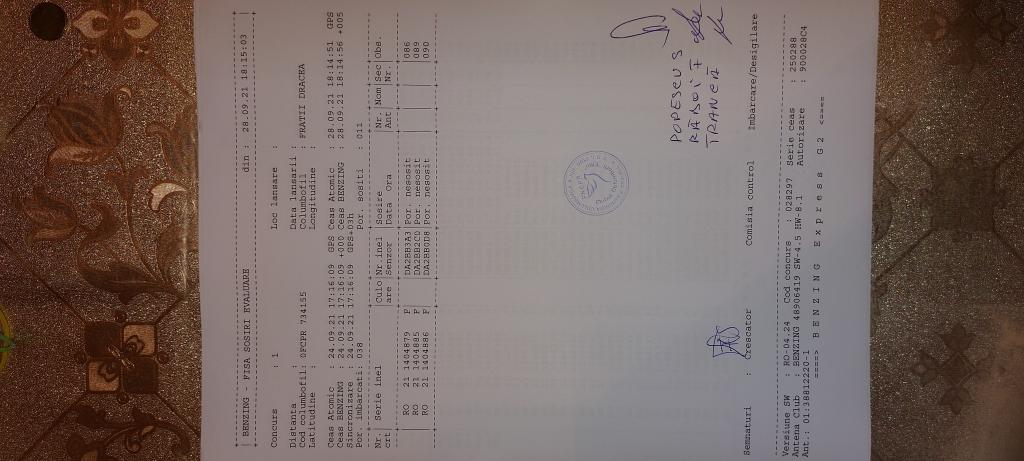 BENZING - FISA SOSIRI EVALUARE din : 28.09.21 18:15:03
Concurs : 1 Loc lansare :
Distanta : Data lansarii :
Cod columbofil: 0FCPR 734155 Columbofil : FRATII DRACEA
Latitudine : Longitudine :
Ceas Atomic : 24.09.21 17:16:09 GPS Ceas Atomic : 28.09.21 18:14:51 GPS
Ceas BENZING : 24.09.21 17:16:09 +000 Ceas BENZING : 28.09.21 18:14:56 +005
Sincronizare : 24.09.21 17:16:09 GPS+03h
Por. imbarcati: 038 Por. sositi : 011
Nr. Serie inel Culo Nr.inel Sosire Nr. Nom Sec Obs.
crt are Senzor Data Ora Ant Nr.
RO 21 1404879 F DA2BB3A3 Por. nesosit 086
RO 21 1404885 F DA2BB2C0 Por. nesosit 089
RO 21 1404886 F DA2BB0D8 Por. nesosit 090
POPESCU S
TRANCĂ
Semnaturi : Crescator Comisia control Imbarcare/Desigilare
Versiune SW : RO-04.24 Cod concurs : 028297 Serie ceas : 250288
Antena Club : BENZING 48906419 SW-4.5 HW-8.1 Autorizare : 900028C4
Ant.: 01:38812220-1
====> BENZING Express G2 <====